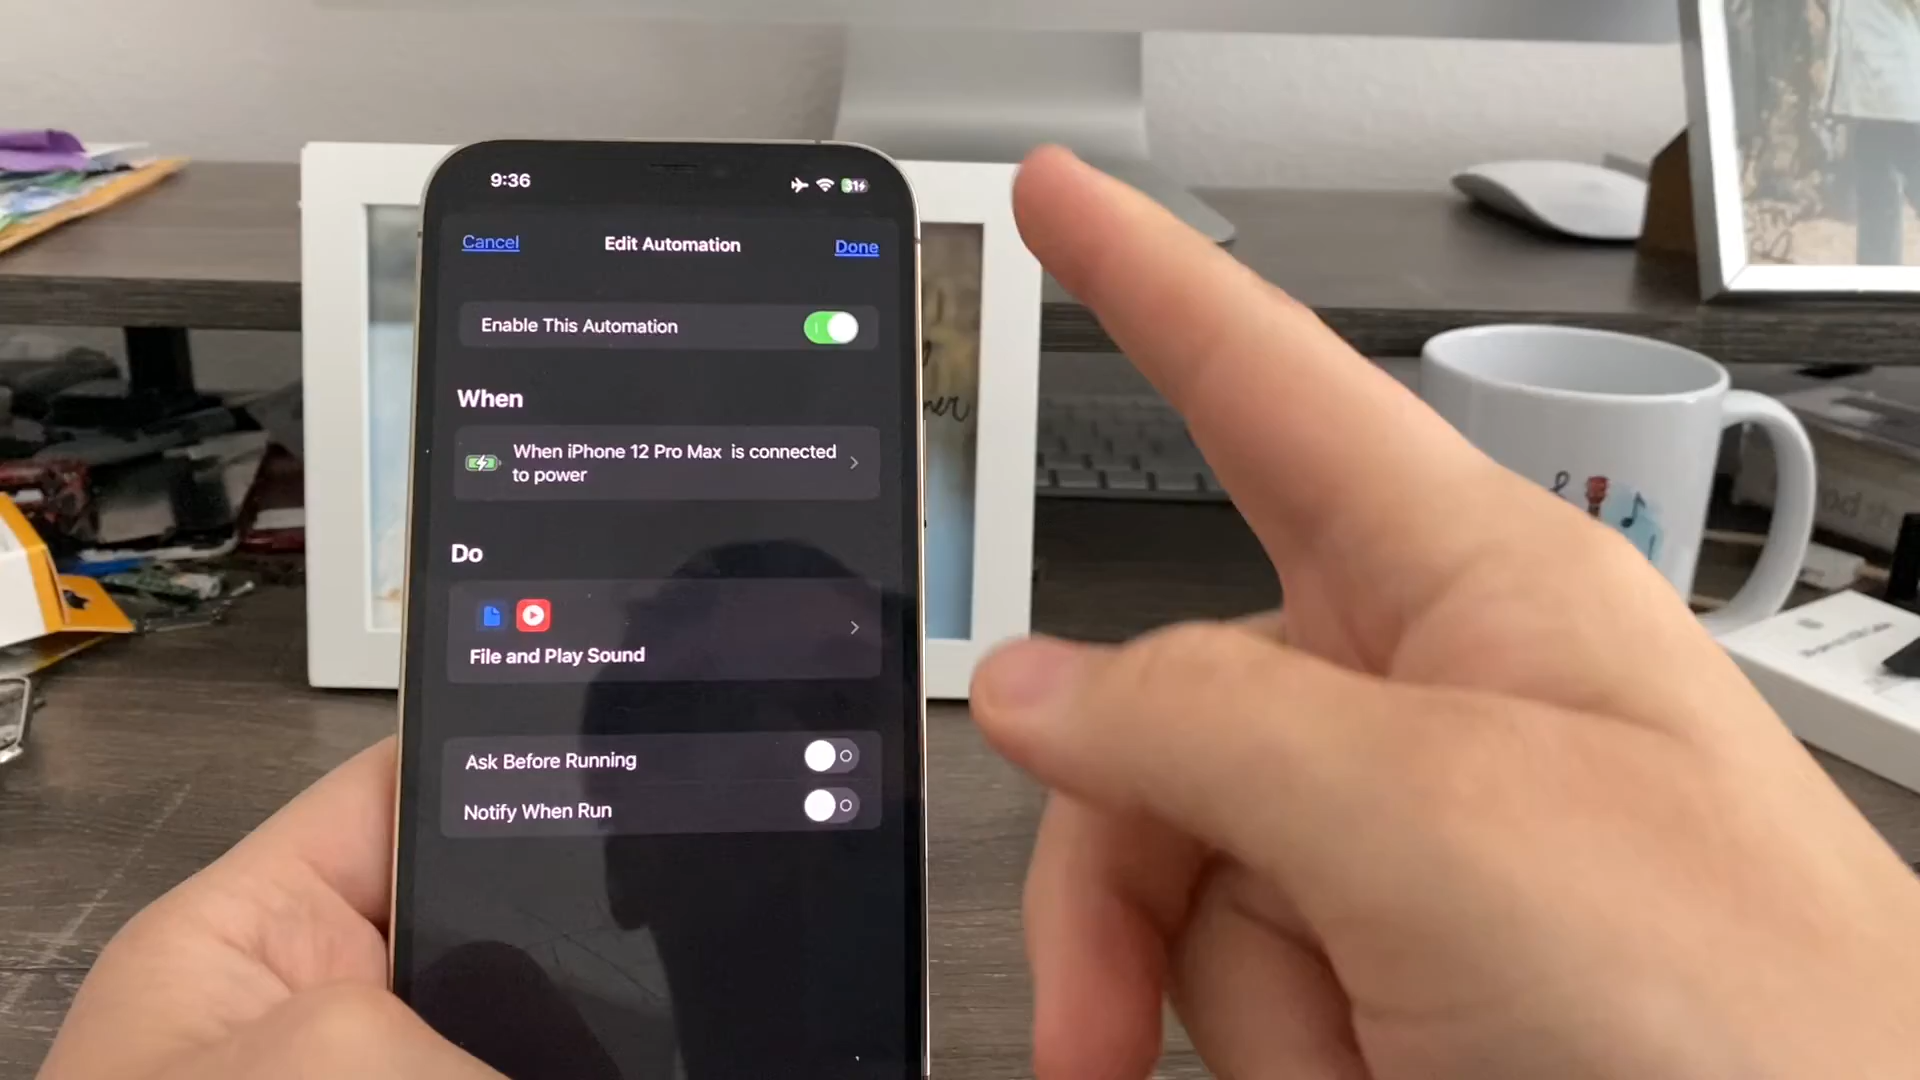 9:36
31
Cancel
Edit Automation
Done
Enable This Automation
When
When iPhone 12 Pro Max is connected
to power
Do
File and Play Sound
Ask Before Running
Notify When Run